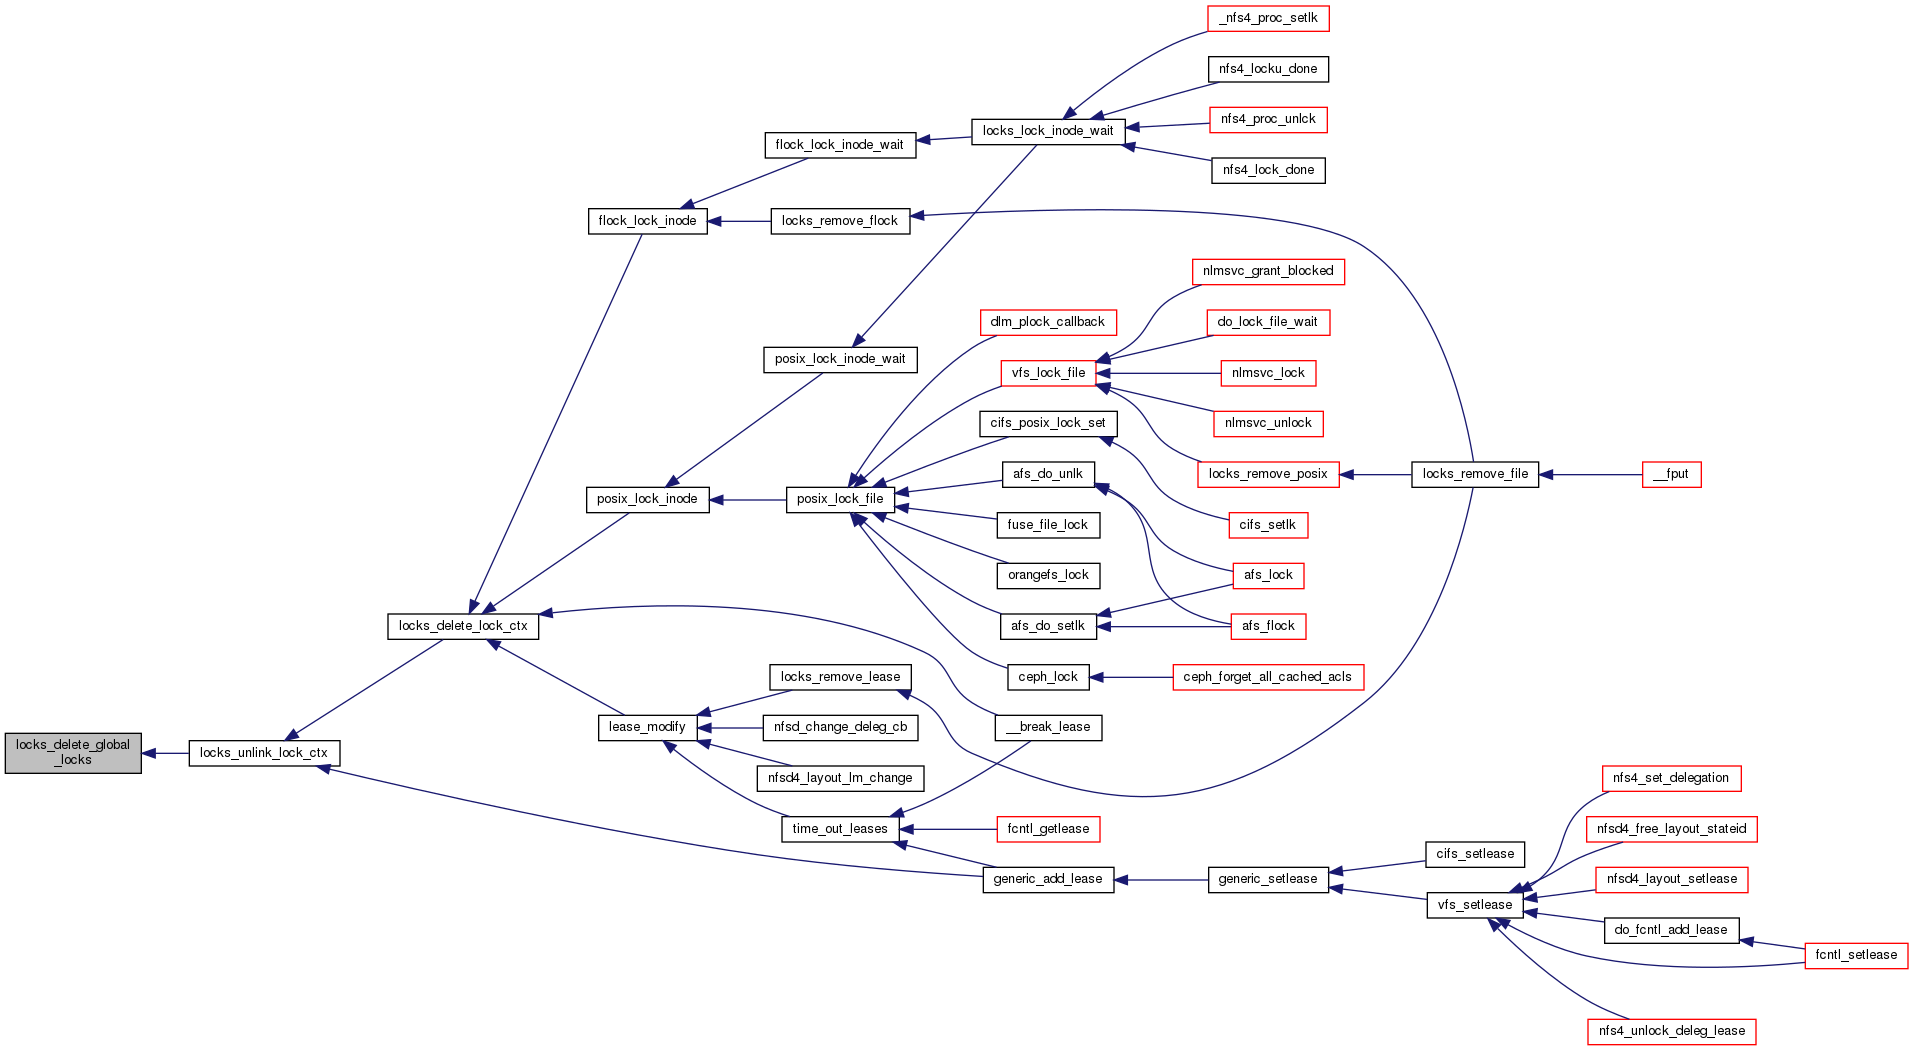 _nfs4_proc_setlk
nfs4_locku_done
nfs4_proc_unlck
locks_lock_inode_wait
flock_lock_inode_wait
nfs4_lock_done
flock_lock_inode
locks_remove_flock
nlmsvc_grant_blocked
dlm_plock_callback
do_lock_file_wait
posix_lock_inode_wait
vfs_lock_file
nlmsvc_lock
cifs_posix_lock_set
nlmsvc_unlock
afs_do_unlk
locks_remove_posix
locks_remove_file
__fput
posix_lock_inode
posix_lock_file
fuse_file_lock
cifs_setlk
orangefs_lock
afs_lock
locks_delete_lock_ctx
afs_do_setlk
afs_flock
locks_remove_lease
ceph_lock
ceph_forget_all_cached_acls
lease_modify
nfsd_change_deleg_cb
__break_lease
locks_delete_global
_locks
locks_unlink_lock_ctx
nfsd4_layout_lm_change
nfs4_set_delegation
time_out_leases
fcntl_getlease
nfsd4_free_layout_stateid
cifs_setlease
generic_add_lease
generic_setlease
nfsd4_layout_setlease
vfs_setlease
do_fcntl_add_lease
fcntl_setlease
nfs4_unlock_deleg_lease